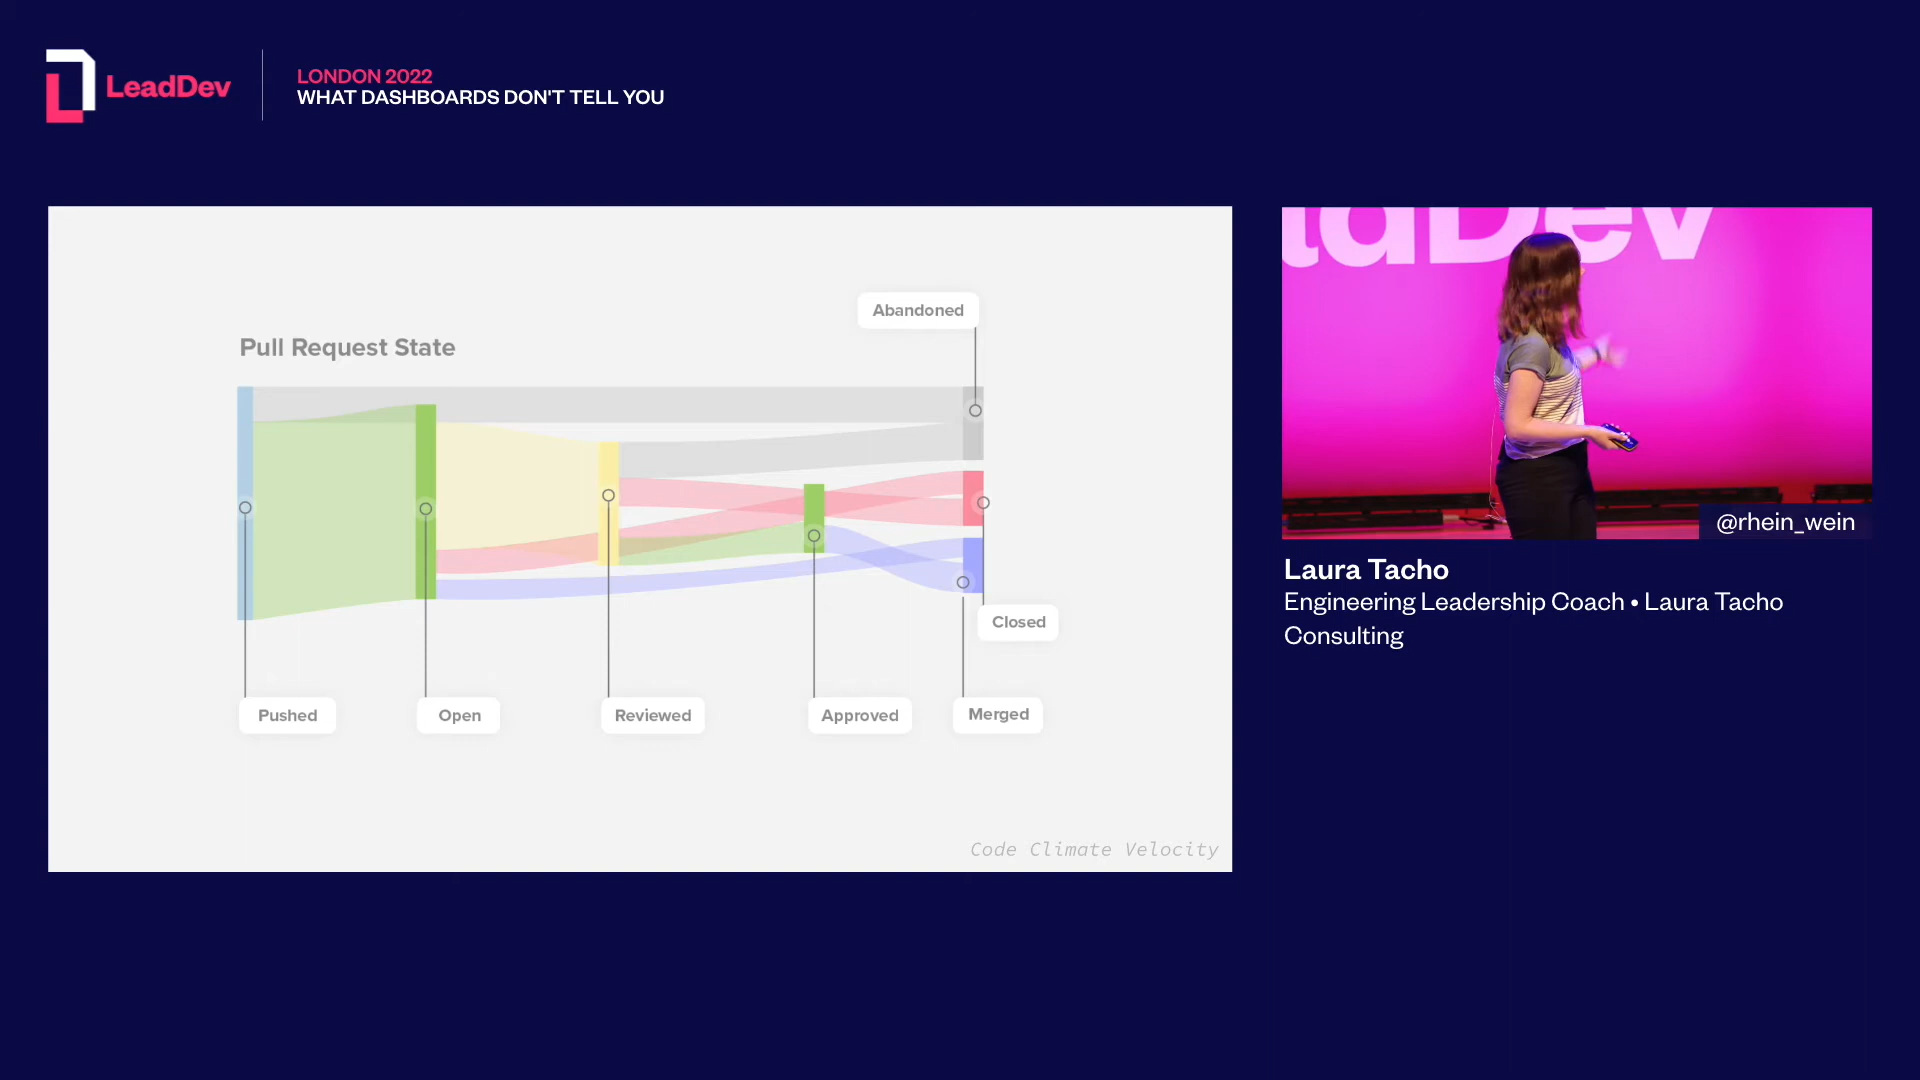 LeadDev
LONDON 2022
WHAT DASHBOARDS DON'T TELL YOU
Pull Request State
Abandoned
Closed
Pushed
Open
Reviewed
Approved
Merged
Code Climate Velocity
adDev
@rhein_wein
Laura Tacho
Engineering Leadership Coach • Laura Tacho
Consulting